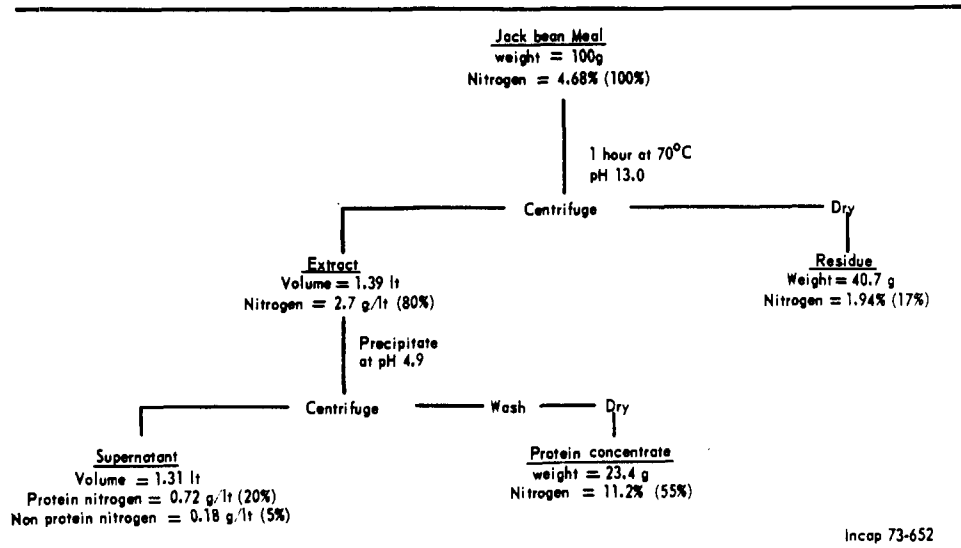 Jack bean Meal
weight = 100g
Nitrogen = 4.68% (100%)
1 hour at 70°C
pH 13.0
Centrifuge
Dry
Extract
Volume = 1.39 lt
Nitrogen = 2.7 g/lt (80%)
Residue
Weight = 40.7 g
Nitrogen = 1.94% (17%)
Precipitate
at pH 4.9
Centrifuge
Wash
Dry
Supernatant
Volume = 1.31 lt
Protein nitrogen = 0.72 g/lt (20%)
Non protein nitrogen = 0.18 g/lt (5%)
Protein concentrate
weight = 23.4 g
Nitrogen = 11.2% (55%)
Incap 73-652